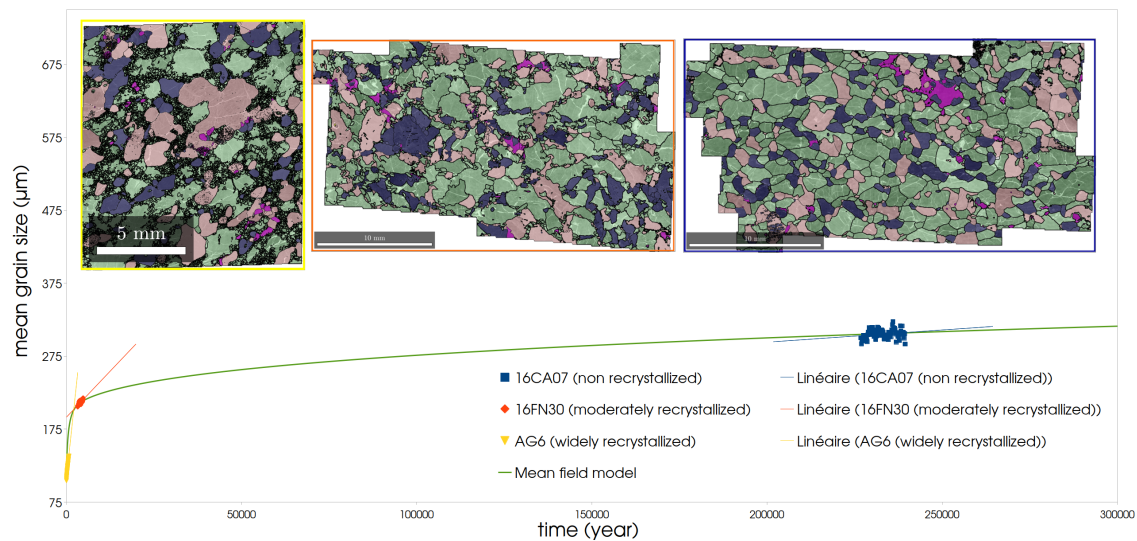 mean grain size (µm)
675
575
475
375
275
175
75
5 mm
10 mm
10 mm
16CA07 (non recrystallized)
Linéaire (16CA07 (non recrystallized))
16FN30 (moderately recrystallized)
Linéaire (16FN30 (moderately recrystallized))
AG6 (widely recrystallized)
Linéaire (AG6 (widely recrystallized))
Mean field model
0
50000
100000
150000
200000
250000
300000
time (year)